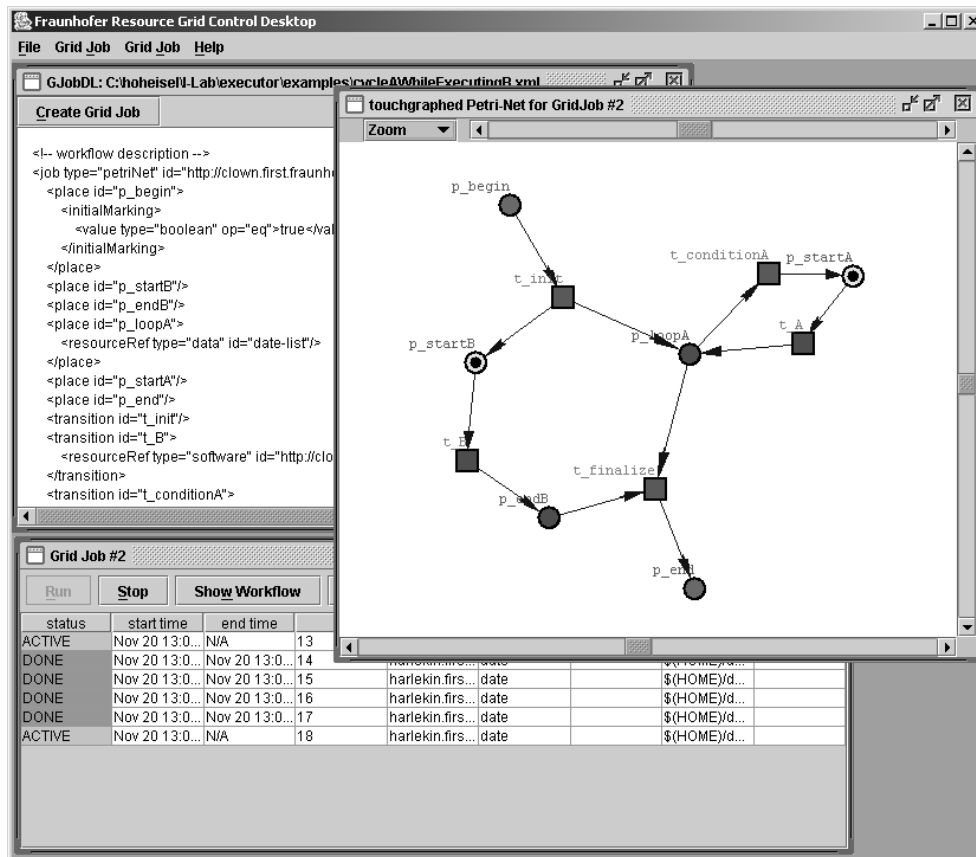 Fraunhofer Resource Grid Control Desktop
File Grid Job Grid Job Help
GJobDL: C:\hoheisel\I-Lab\executor\examples\cycleAWhileExecutingB.xml
Create Grid Job
<!-- workflow description -->
<job type="petriNet" id="http://clown.first.fraunh
<place id="p_begin">
<initialMarking>
<value type="boolean" op="eq">true</val
</initialMarking>
</place>
<place id="p_startB"/>
<place id="p_endB"/>
<place id="p_loopA">
<resourceRef type="data" id="date-list"/>
</place>
<place id="p_startA"/>
<place id="p_end"/>
<transition id="t_init"/>
<transition id="t_B">
<resourceRef type="software" id="http://clo
</transition>
<transition id="t_conditionA">
touchgraphed Petri-Net for GridJob #2
Zoom
p_begin
t_conditionA
p_startA
t_init
t_A
p_loopA
p_startB
t_B
t_finalize
p_endB
p_end
Grid Job #2
Run Stop Show Workflow
status start time end time
ACTIVE Nov 20 13:0... N/A 13
DONE Nov 20 13:0... Nov 20 13:0... 14 harlekin.firs... date $(HOME)/d...
DONE Nov 20 13:0... Nov 20 13:0... 15 harlekin.firs... date $(HOME)/d...
DONE Nov 20 13:0... Nov 20 13:0... 16 harlekin.firs... date $(HOME)/d...
DONE Nov 20 13:0... Nov 20 13:0... 17 harlekin.firs... date $(HOME)/d...
ACTIVE Nov 20 13:0... N/A 18 harlekin.firs... date $(HOME)/d...